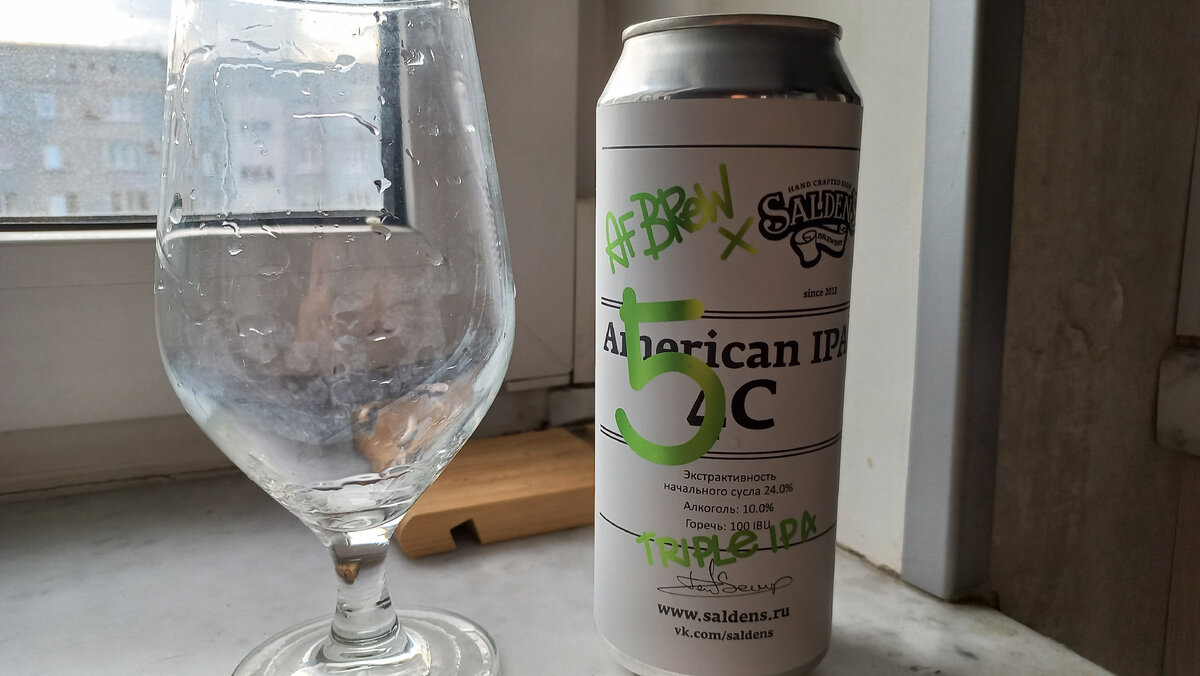 AF BREW X
HAND CRAFTED BEER
SALDENS
BREWERY
since 2012
American IPA
5
4C
Экстрактивность
начального сусла 24.0%
Алкоголь: 10.0%
Горечь: 100 IBU
TRIPLE IPA
www.saldens.ru
vk.com/saldens